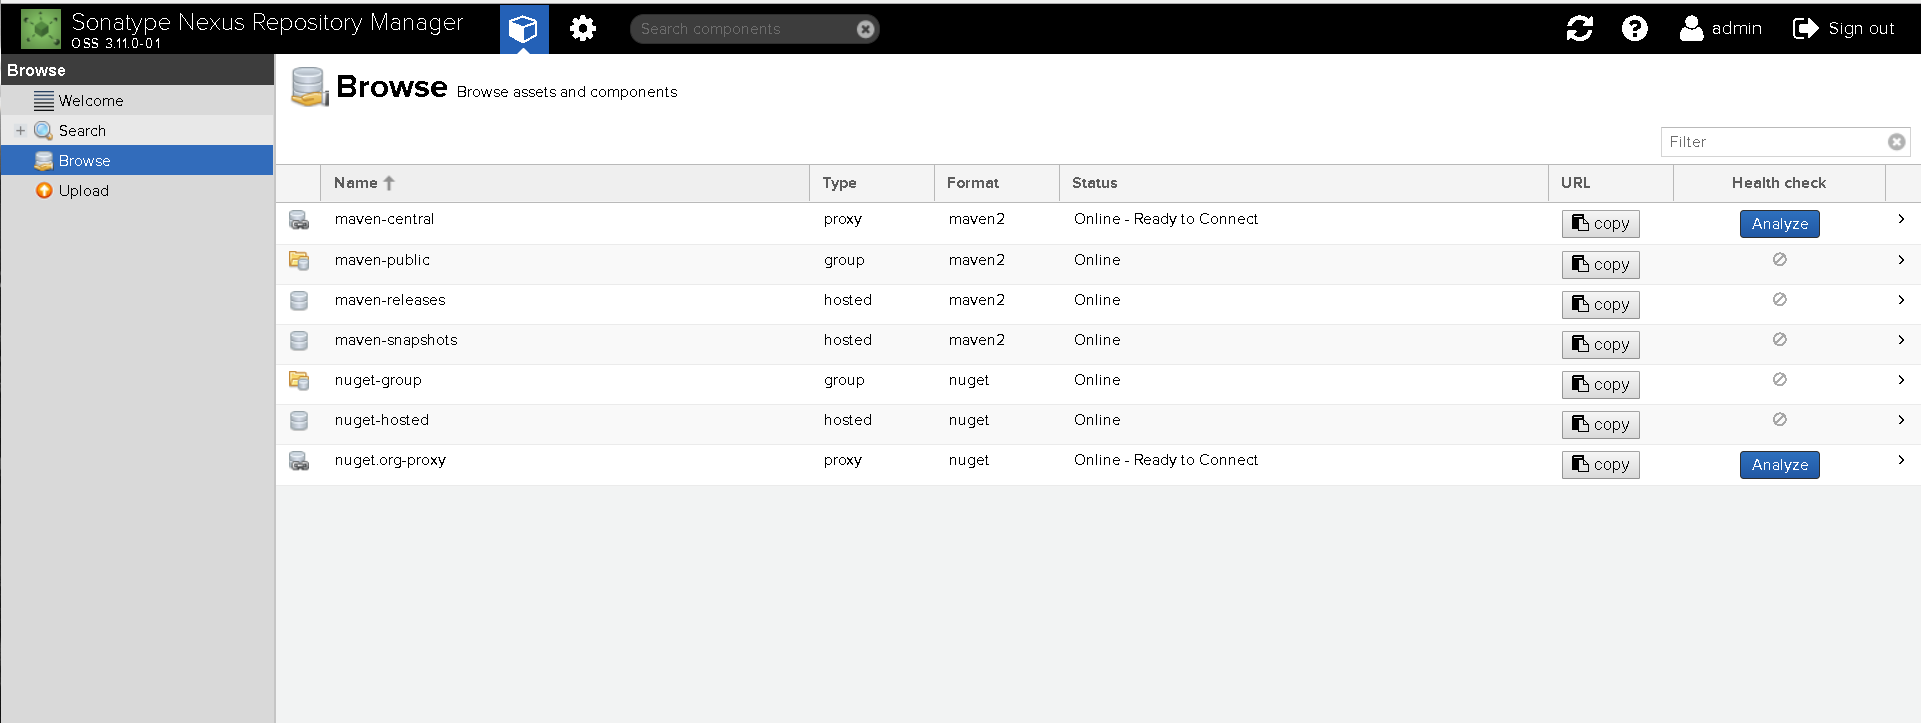 Sonatype Nexus Repository Manager
OSS 3.11.0-01
Search components
admin
Sign out
Browse
Welcome
Search
Browse
Upload
Browse Browse assets and components
Filter
Name Type Format Status URL Health check
maven-central proxy maven2 Online - Ready to Connect copy Analyze
maven-public group maven2 Online copy
maven-releases hosted maven2 Online copy
maven-snapshots hosted maven2 Online copy
nuget-group group nuget Online copy
nuget-hosted hosted nuget Online copy
nuget.org-proxy proxy nuget Online - Ready to Connect copy Analyze